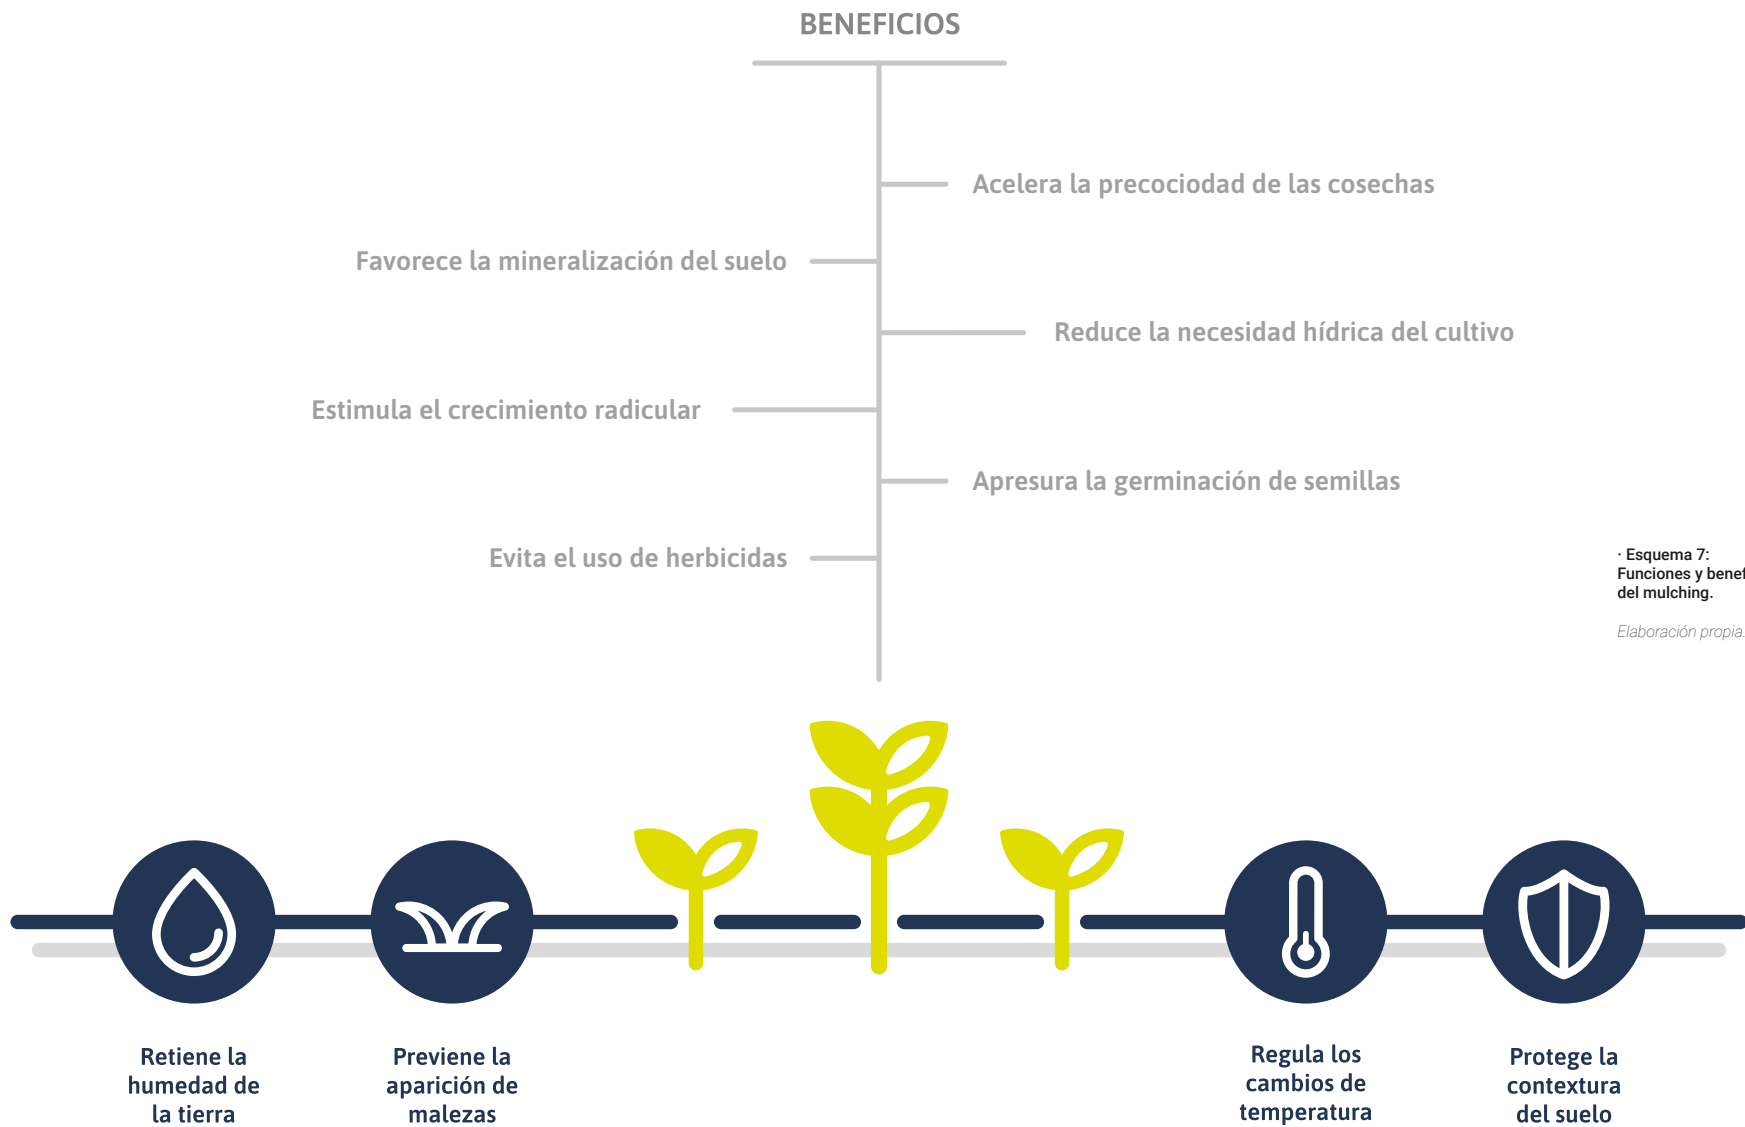 BENEFICIOS
Acelera la precociodad de las cosechas
Favorece la mineralización del suelo
Reduce la necesidad hídrica del cultivo
Estimula el crecimiento radicular
Apresura la germinación de semillas
Evita el uso de herbicidas
· Esquema 7:
Funciones y benef
del mulching.
Elaboración propia.
Retiene la
humedad de
la tierra
Previene la
aparición de
malezas
Regula los
cambios de
temperatura
Protege la
contextura
del suelo